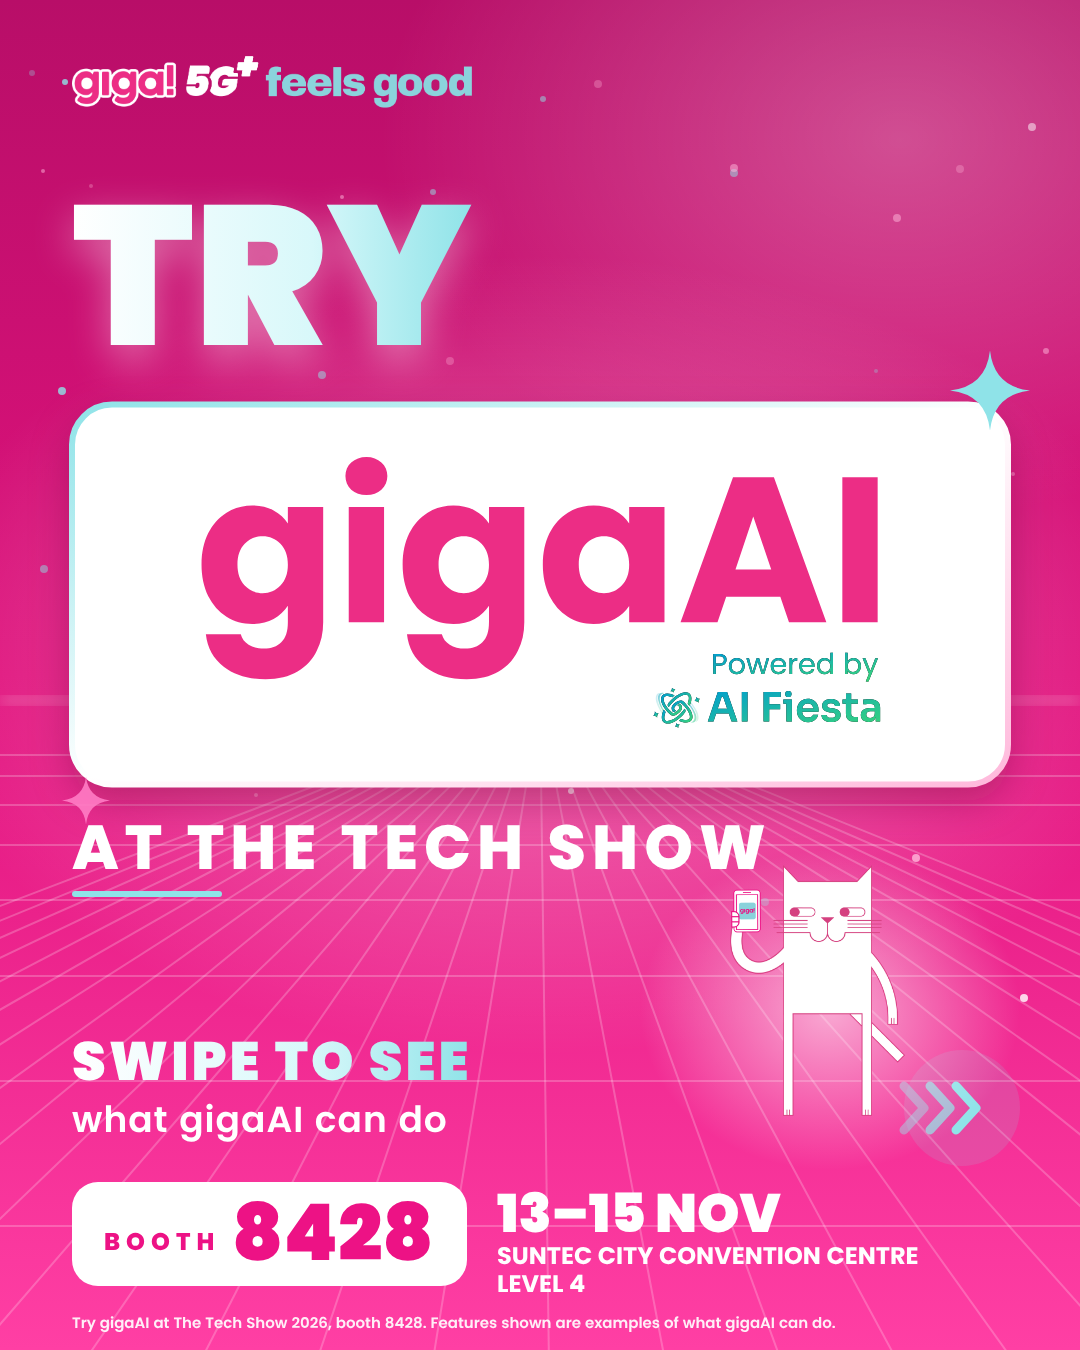 giga! 5G+ feels good
TRY
gigaAI
Powered by
AI Fiesta
AT THE TECH SHOW
giga!
SWIPE TO SEE
what gigaAI can do
BOOTH 8428
13–15 NOV
SUNTEC CITY CONVENTION CENTRE
LEVEL 4
Try gigaAI at The Tech Show 2026, booth 8428. Features shown are examples of what gigaAI can do.